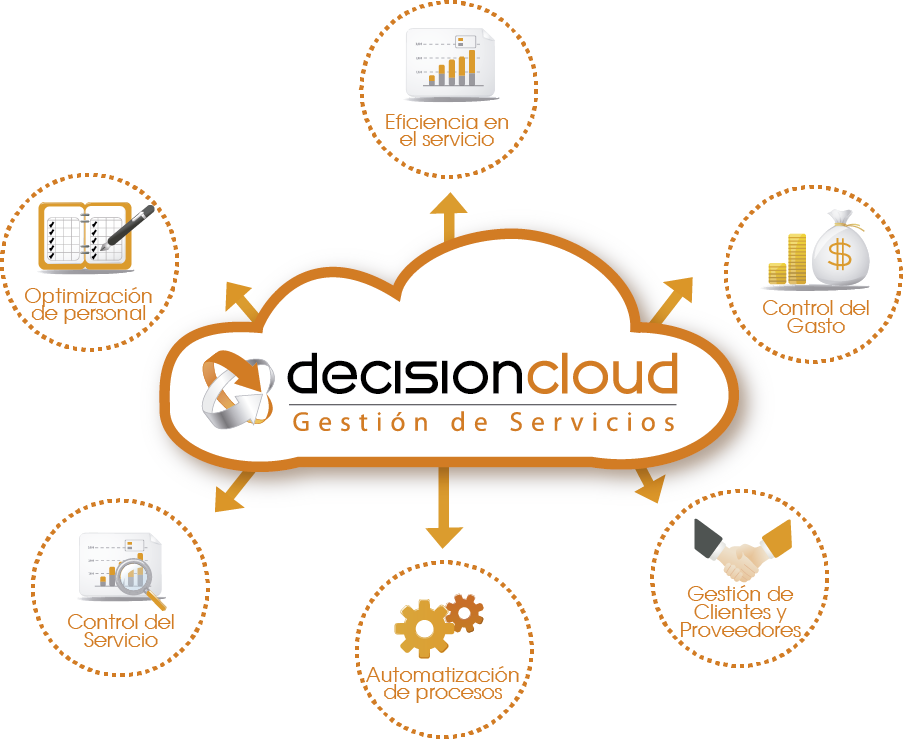 Eficiencia en
el servicio
Optimización
de personal
Control del
Gasto
$
decisioncloud
Gestión de Servicios
Control del
Servicio
Gestión de
Clientes y
Proveedores
Automatización
de procesos